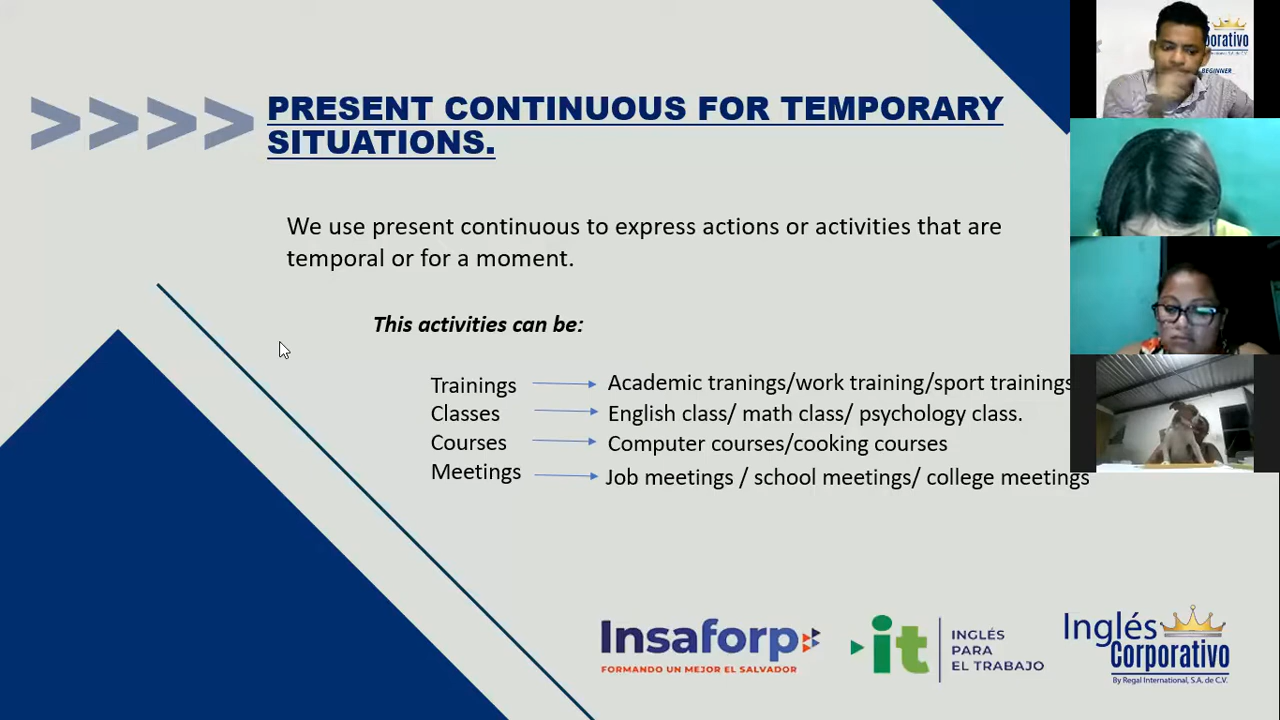 PRESENT CONTINUOUS FOR TEMPORARY
SITUATIONS.
We use present continuous to express actions or activities that are
temporal or for a moment.
This activities can be:
Trainings
Academic tranings/work training/sport trainings
Classes
English class/ math class/ psychology class.
Courses
Computer courses/cooking courses
Meetings
Job meetings / school meetings/ college meetings
Insaforp
FORMANDO UN MEJOR EL SALVADOR
it
INGLÉS
PARA
EL TRABAJO
Inglés
Corporativo
By Regal International, S.A. de C.V.
BEGINNER